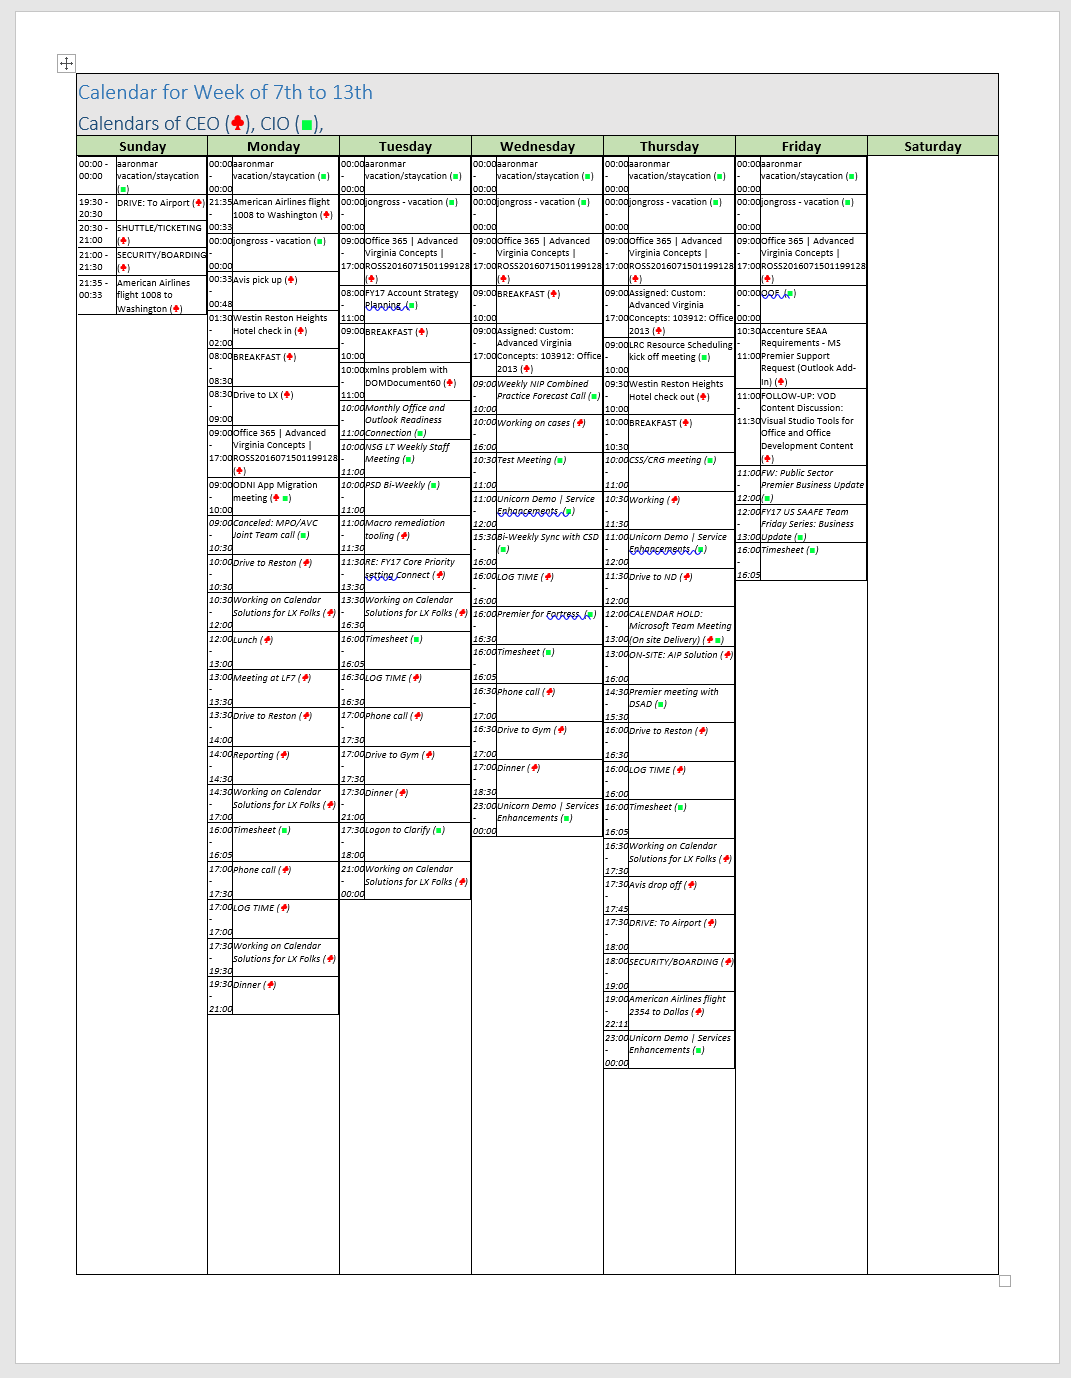 Calendar for Week of 7th to 13th
Calendars of CEO (♣), CIO (■),
Sunday
00:00 - aaronmar
00:00 vacation/staycation
(■)
19:30 - DRIVE: To Airport (♣)
20:30
20:30 - SHUTTLE/TICKETING
21:00 (♣)
21:00 - SECURITY/BOARDING
21:30 (♣)
21:35 - American Airlines
00:33 flight 1008 to
Washington (♣)
Monday
00:00 aaronmar
- vacation/staycation (■)
00:00
21:35 American Airlines flight
- 1008 to Washington (♣)
00:33
00:00 jongross - vacation (■)
-
00:00
00:33 Avis pick up (♣)
-
00:48
01:30 Westin Reston Heights
- Hotel check in (♣)
02:00
08:00 BREAKFAST (♣)
-
08:30
08:30 Drive to LX (♣)
-
09:00
09:00 Office 365 | Advanced
- Virginia Concepts |
17:00 ROSS2016071501199128
(♣)
09:00 ODNI App Migration
- meeting (♣ ■)
10:00
09:00 Canceled: MPO/AVC
- Joint Team call (■)
10:30
10:00 Drive to Reston (♣)
-
10:30
10:30 Working on Calendar
- Solutions for LX Folks (♣)
12:00
12:00 Lunch (♣)
-
13:00
13:00 Meeting at LF7 (♣)
-
13:30
13:30 Drive to Reston (♣)
-
14:00
14:00 Reporting (♣)
-
14:30
14:30 Working on Calendar
- Solutions for LX Folks (♣)
17:00
16:00 Timesheet (■)
-
16:05
17:00 Phone call (♣)
-
17:30
17:00 LOG TIME (♣)
-
17:00
17:30 Working on Calendar
- Solutions for LX Folks (♣)
19:30
19:30 Dinner (♣)
-
21:00
Tuesday
00:00 aaronmar
- vacation/staycation (■)
00:00
00:00 jongross - vacation (■)
-
00:00
09:00 Office 365 | Advanced
- Virginia Concepts |
17:00 ROSS2016071501199128
(♣)
08:00 FY17 Account Strategy
- Planning (■)
11:00
09:00 BREAKFAST (♣)
-
10:00
10:00 xmlns problem with
- DOMDocument60 (♣)
11:00
10:00 Monthly Office and
- Outlook Readiness
11:00 Connection (■)
10:00 NSG LT Weekly Staff
- Meeting (■)
11:00
10:00 PSD Bi-Weekly (■)
-
11:00
11:00 Macro remediation
- tooling (♣)
11:30
11:30 RE: FY17 Core Priority
- setting Connect (♣)
13:30
13:30 Working on Calendar
- Solutions for LX Folks (♣)
16:30
16:00 Timesheet (■)
-
16:05
16:30 LOG TIME (♣)
-
16:30
17:00 Phone call (♣)
-
17:30
17:00 Drive to Gym (♣)
-
17:30
17:30 Dinner (♣)
-
21:00
17:30 Logon to Clarify (■)
-
18:00
21:00 Working on Calendar
- Solutions for LX Folks (♣)
00:00
Wednesday
00:00 aaronmar
- vacation/staycation (■)
00:00
00:00 jongross - vacation (■)
-
00:00
09:00 Office 365 | Advanced
- Virginia Concepts |
17:00 ROSS2016071501199128
(♣)
09:00 BREAKFAST (♣)
-
10:00
09:00 Assigned: Custom:
- Advanced Virginia
17:00 Concepts: 103912: Office
2013 (♣)
09:00 Weekly NIP Combined
- Practice Forecast Call (■)
10:00
10:00 Working on cases (♣)
-
16:00
10:30 Test Meeting (■)
-
11:00
11:00 Unicorn Demo | Service
- Enhancements (■)
12:00
15:30 Bi-Weekly Sync with CSD
- (■)
16:00
16:00 LOG TIME (♣)
-
16:00
16:00 Premier for Fortress (■)
-
16:30
16:00 Timesheet (■)
-
16:05
16:30 Phone call (♣)
-
17:00
16:30 Drive to Gym (♣)
-
17:00
17:00 Dinner (♣)
-
18:30
23:00 Unicorn Demo | Services
- Enhancements (■)
00:00
Thursday
00:00 aaronmar
- vacation/staycation (■)
00:00
00:00 jongross - vacation (■)
-
00:00
09:00 Office 365 | Advanced
- Virginia Concepts |
17:00 ROSS2016071501199128
(♣)
09:00 Assigned: Custom:
- Advanced Virginia
17:00 Concepts: 103912: Office
2013 (♣)
09:00 LRC Resource Scheduling
- kick off meeting (■)
10:00
09:30 Westin Reston Heights
- Hotel check out (♣)
10:00
10:00 BREAKFAST (♣)
-
10:30
10:00 CSS/CRG meeting (■)
-
11:00
10:30 Working (♣)
-
11:30
11:00 Unicorn Demo | Service
- Enhancements (■)
12:00
11:30 Drive to ND (♣)
-
12:00
12:00 CALENDAR HOLD:
- Microsoft Team Meeting
13:00 (On site Delivery) (♣ ■)
13:00 ON-SITE: AIP Solution (♣)
-
16:00
14:30 Premier meeting with
- DSAD (■)
15:30
16:00 Drive to Reston (♣)
-
16:30
16:00 LOG TIME (♣)
-
16:00
16:00 Timesheet (■)
-
16:05
16:30 Working on Calendar
- Solutions for LX Folks (♣)
17:30
17:30 Avis drop off (♣)
-
17:45
17:30 DRIVE: To Airport (♣)
-
18:00
18:00 SECURITY/BOARDING (♣)
-
19:00
19:00 American Airlines flight
- 2354 to Dallas (♣)
22:11
23:00 Unicorn Demo | Services
- Enhancements (■)
00:00
Friday
00:00 aaronmar
- vacation/staycation (■)
00:00
00:00 jongross - vacation (■)
-
00:00
09:00 Office 365 | Advanced
- Virginia Concepts |
17:00 ROSS2016071501199128
(♣)
00:00 OOF (■)
-
00:00
10:30 Accenture SEAA
- Requirements - MS
11:00 Premier Support
Request (Outlook Add-
in) (♣)
11:00 FOLLOW-UP: VOD
- Content Discussion:
11:30 Visual Studio Tools for
Office and Office
Development Content
(♣)
11:00 FW: Public Sector
- Premier Business Update
12:00 (■)
12:00 FY17 US SAAFE Team
- Friday Series: Business
13:00 Update (■)
16:00 Timesheet (■)
-
16:05
Saturday